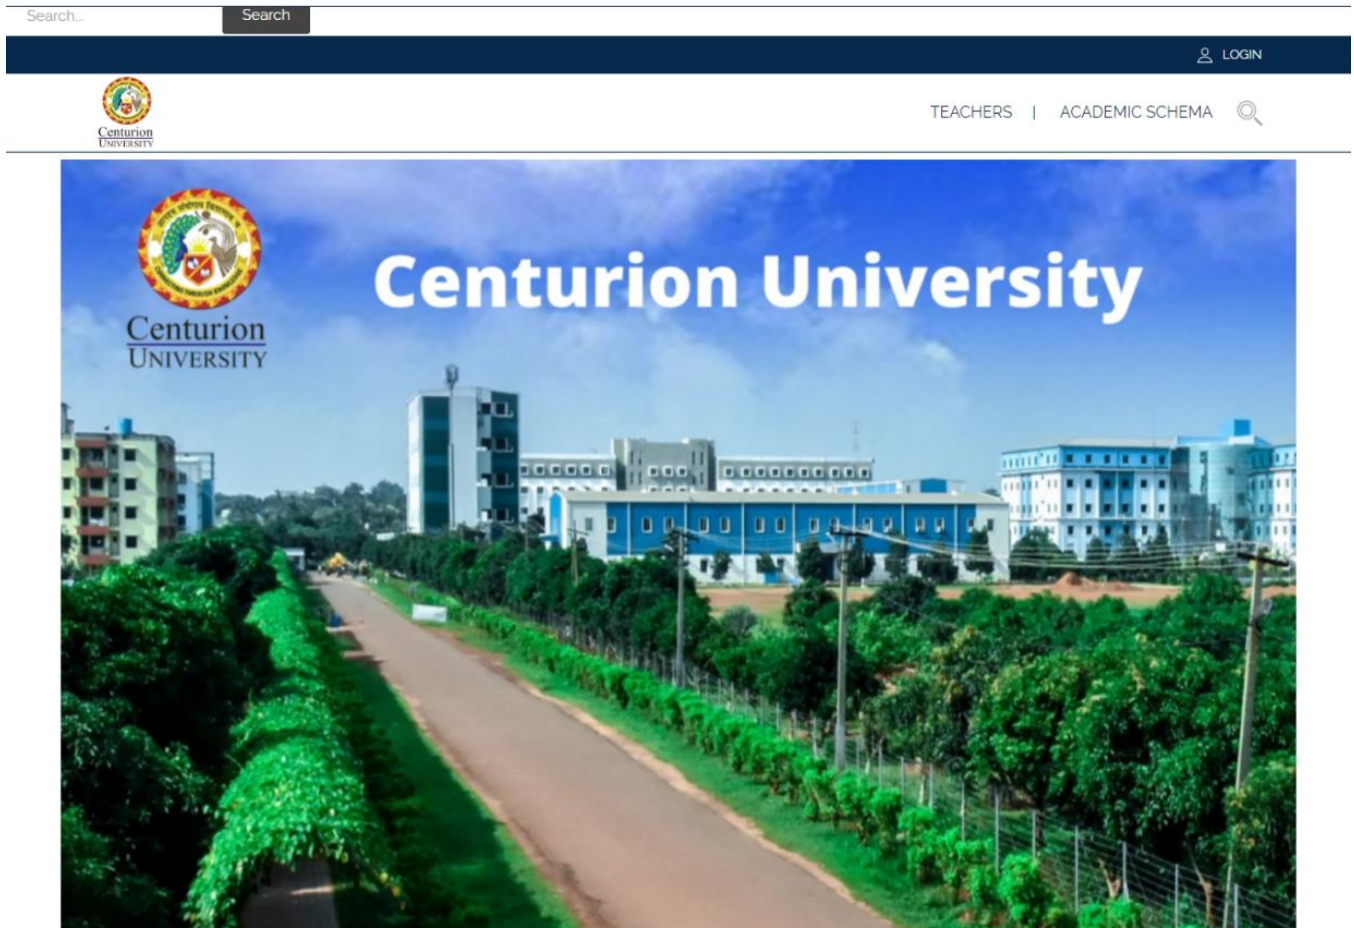 Search... Search
LOGIN
Centurion
UNIVERSITY
TEACHERS | ACADEMIC SCHEMA
Centurion University
Centurion
UNIVERSITY